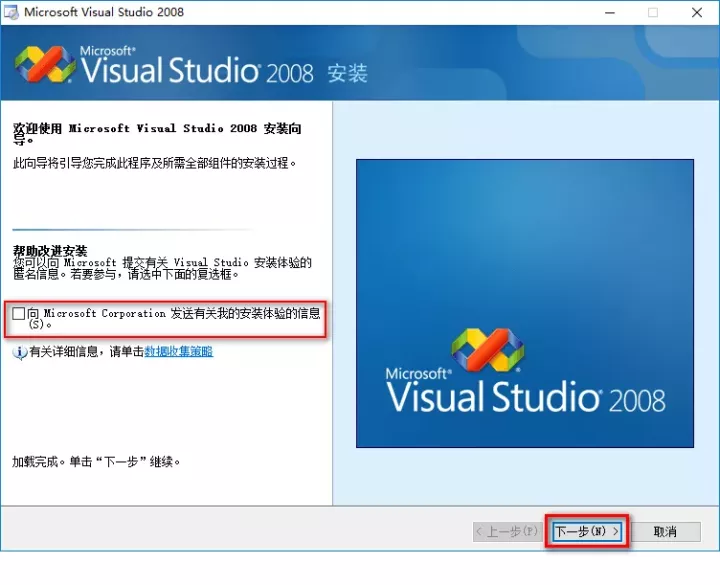 Microsoft Visual Studio 2008
Microsoft®
Visual Studio® 2008 安装
欢迎使用 Microsoft Visual Studio 2008 安装向
导。
此向导将引导您完成此程序及所需全部组件的安装过程。
帮助改进安装
您可以向 Microsoft 提交有关 Visual Studio 安装体验的
匿名信息。若要参与，请选中下面的复选框。
向 Microsoft Corporation 发送有关我的安装体验的信息
(S)。
有关详细信息，请单击数据收集策略
Microsoft®
Visual Studio® 2008
加载完成。单击“下一步”继续。
< 上一步(P)
下一步(N) >
取消